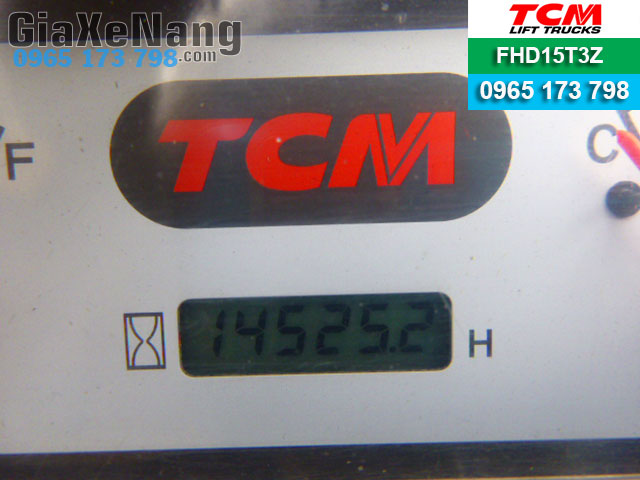 GiaXeNang
0965 173 798.com
TCM
LIFT TRUCKS
FHD15T3Z
0965 173 798
F
TCM
C
14525.2 H